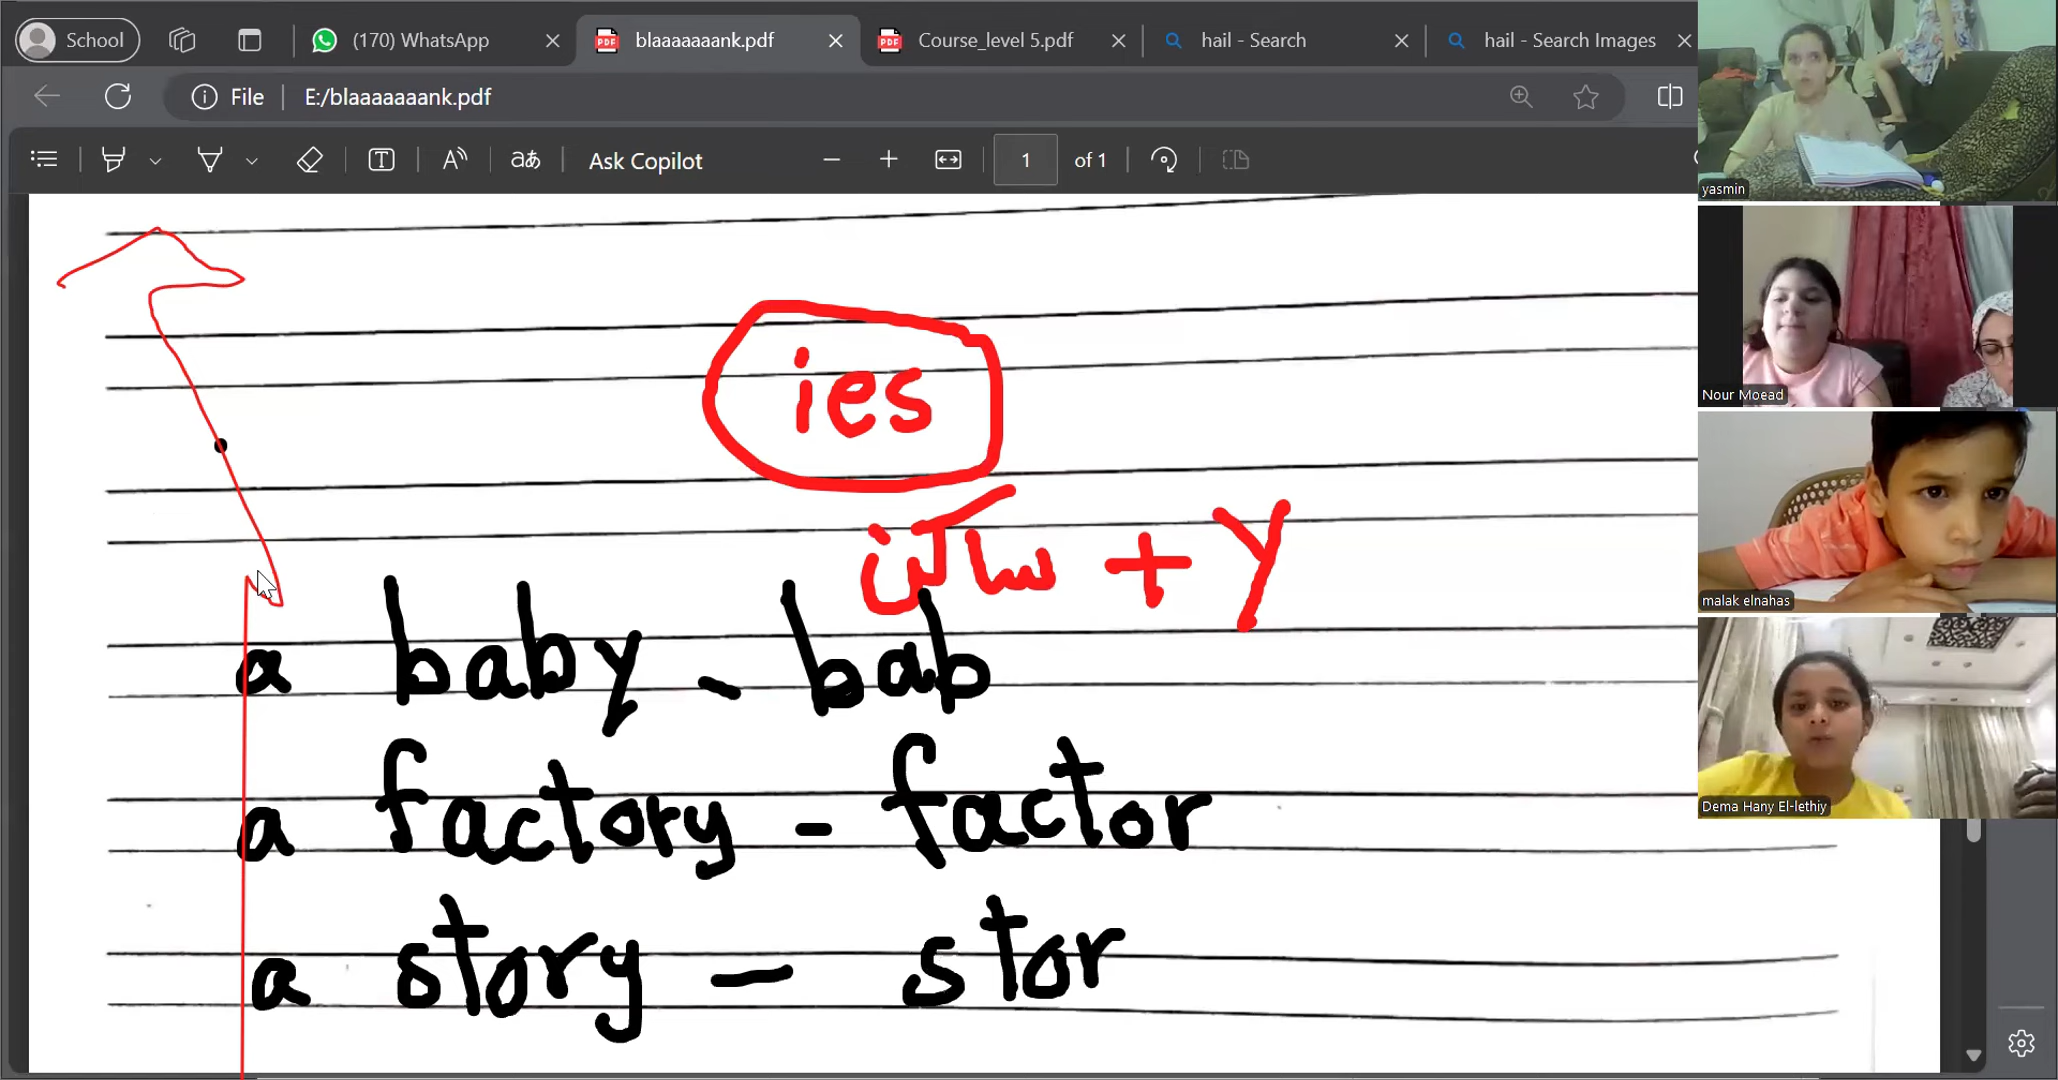 School (170) WhatsApp blaaaaaaank.pdf Course_level 5.pdf hail - Search hail - Search Images
File E:/blaaaaaaank.pdf
Ask Copilot 1 of 1
ies
ساكن + y
a baby - bab
a factory - factor
a story - stor
yasmin
Nour Moead
malak elnahas
Dema Hany El-lethiy